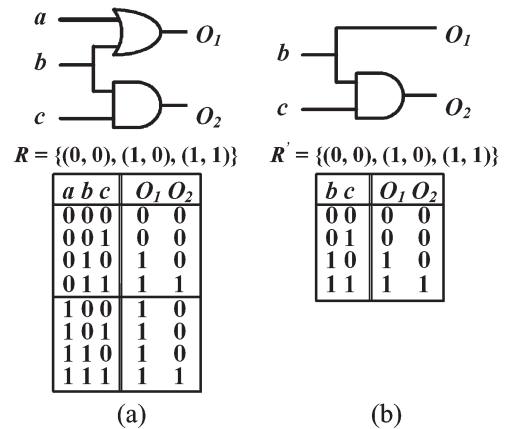 a
b
c
O1
O2
R = {(0, 0), (1, 0), (1, 1)}
a b c O1 O2
0 0 0 0 0
0 0 1 0 0
0 1 0 1 0
0 1 1 1 1
1 0 0 1 0
1 0 1 1 0
1 1 0 1 0
1 1 1 1 1
(a)
b
c
O1
O2
R' = {(0, 0), (1, 0), (1, 1)}
b c O1 O2
0 0 0 0
0 1 0 0
1 0 1 0
1 1 1 1
(b)